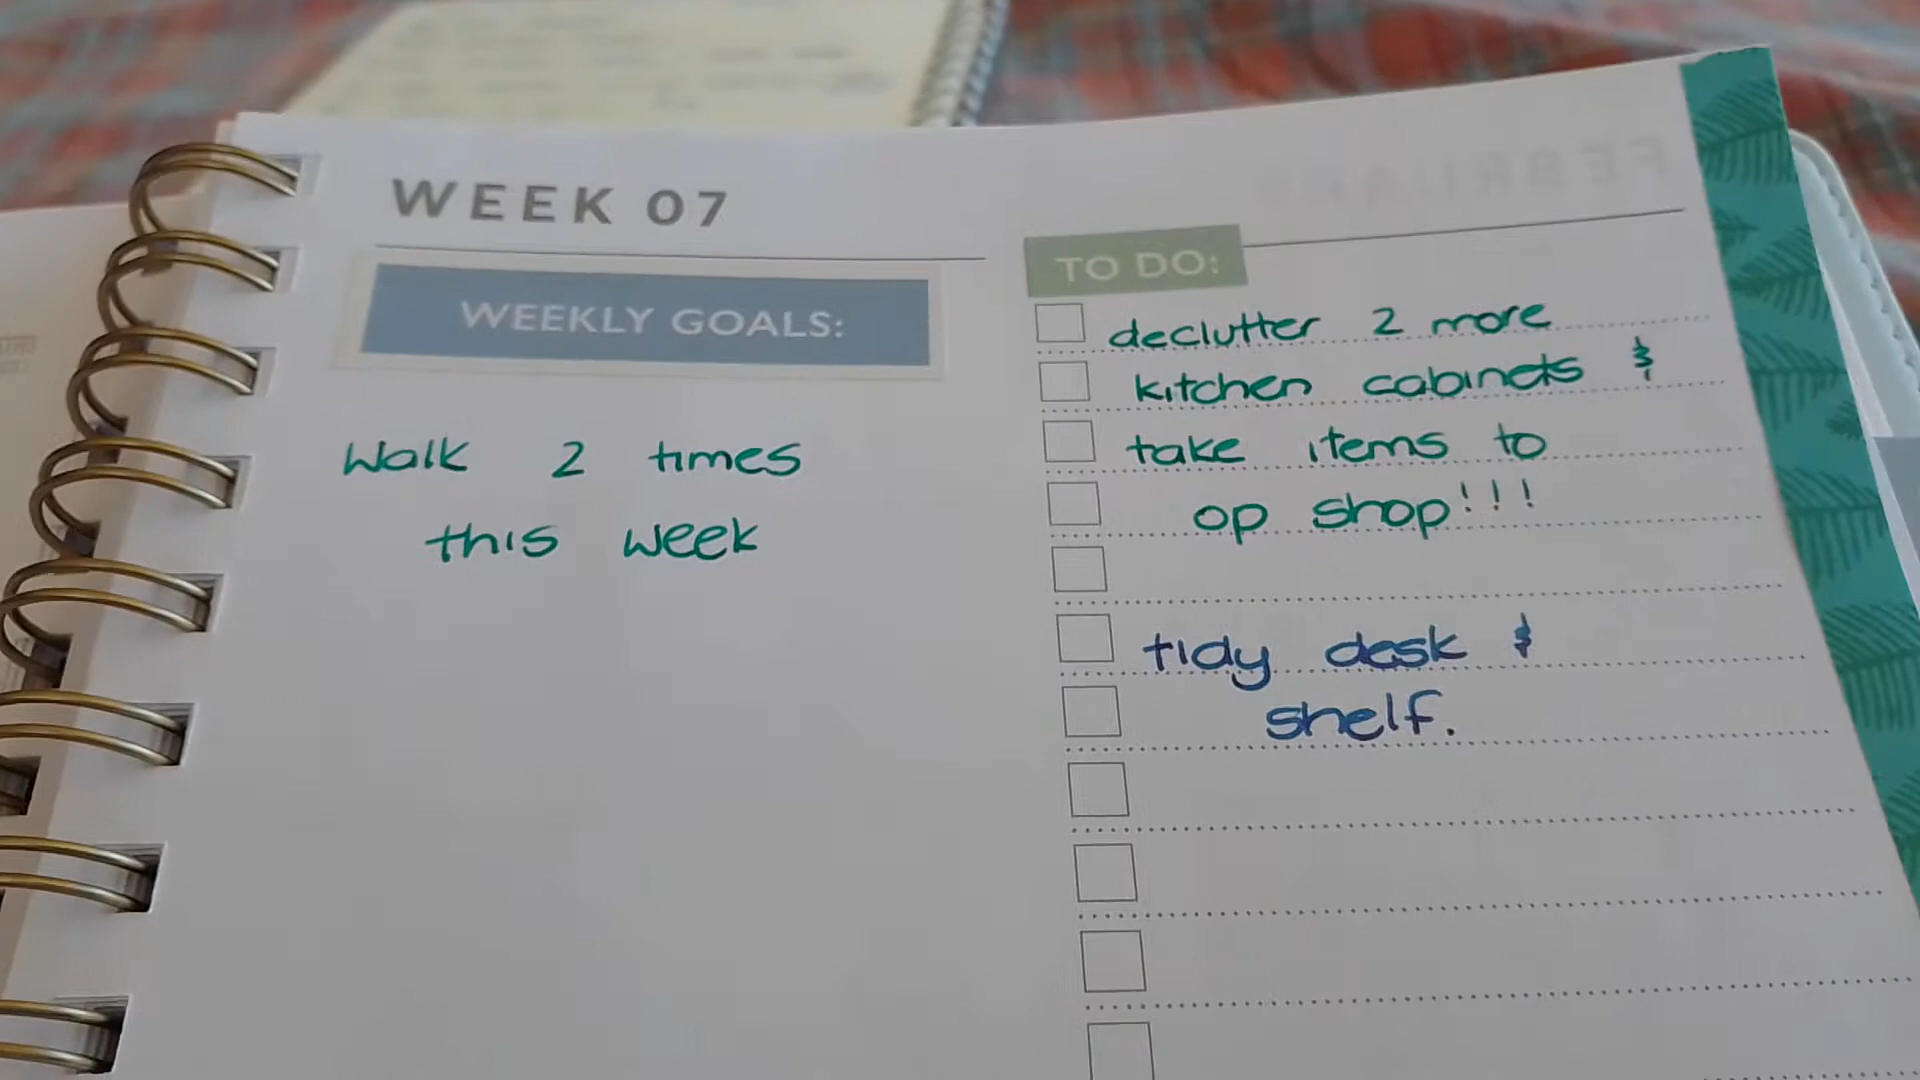 WEEK 07
WEEKLY GOALS:
Walk 2 times
this week
TO DO:
declutter 2 more
kitchen cabinets &
take items to
op shop!!!
tidy desk &
shelf.